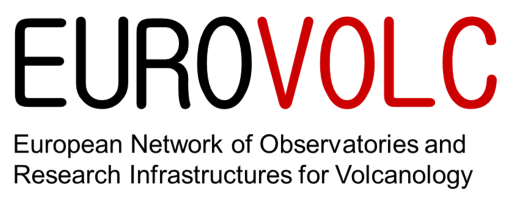 EUROVOLC
European Network of Observatories and
Research Infrastructures for Volcanology